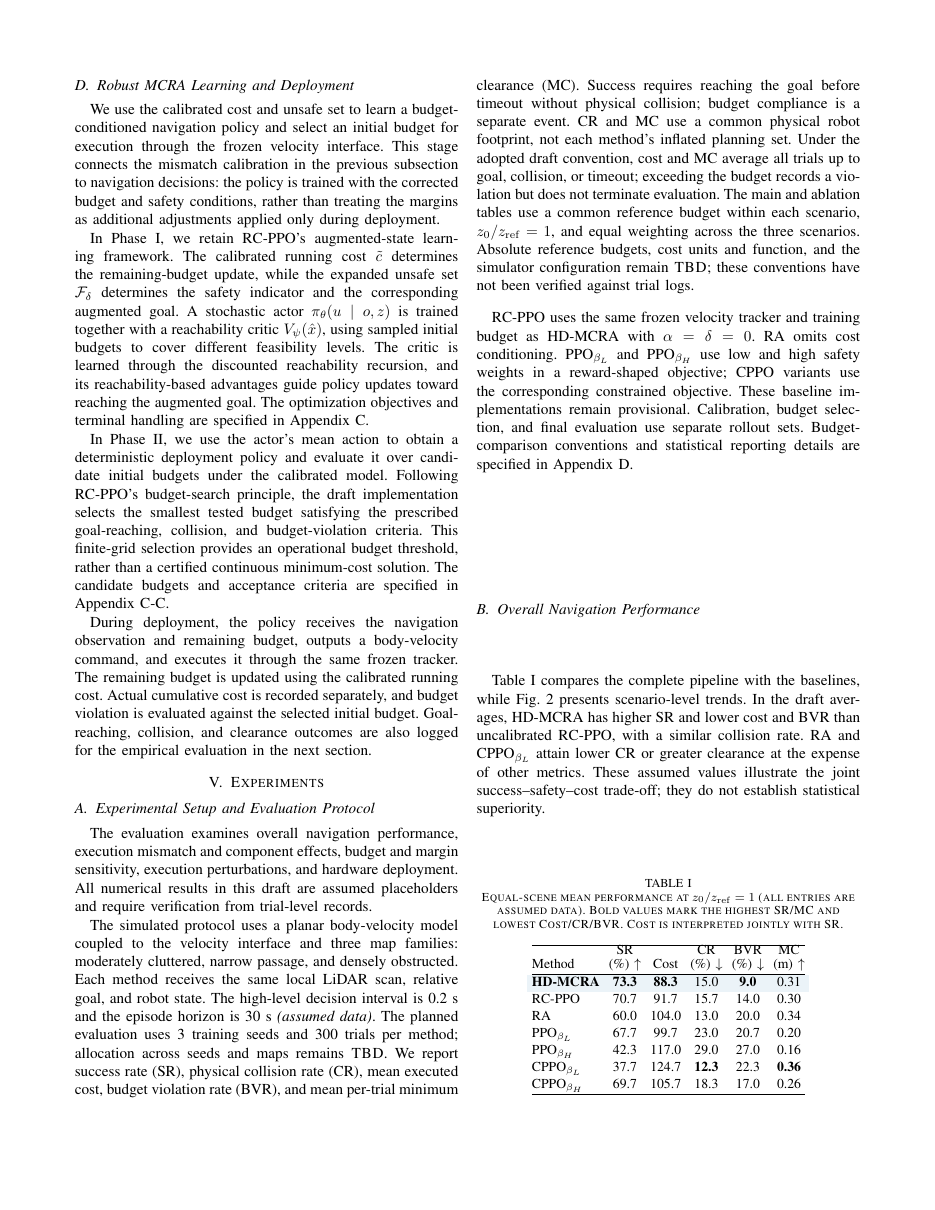 D. Robust MCRA Learning and Deployment
We use the calibrated cost and unsafe set to learn a budget-
conditioned navigation policy and select an initial budget for
execution through the frozen velocity interface. This stage
connects the mismatch calibration in the previous subsection
to navigation decisions: the policy is trained with the corrected
budget and safety conditions, rather than treating the margins
as additional adjustments applied only during deployment.
In Phase I, we retain RC-PPO's augmented-state learn-
ing framework. The calibrated running cost c̃ determines
the remaining-budget update, while the expanded unsafe set
ℱ_δ determines the safety indicator and the corresponding
augmented goal. A stochastic actor π_θ(u | o, z) is trained
together with a reachability critic V_ψ(x̂), using sampled initial
budgets to cover different feasibility levels. The critic is
learned through the discounted reachability recursion, and
its reachability-based advantages guide policy updates toward
reaching the augmented goal. The optimization objectives and
terminal handling are specified in Appendix C.
In Phase II, we use the actor's mean action to obtain a
deterministic deployment policy and evaluate it over candi-
date initial budgets under the calibrated model. Following
RC-PPO's budget-search principle, the draft implementation
selects the smallest tested budget satisfying the prescribed
goal-reaching, collision, and budget-violation criteria. This
finite-grid selection provides an operational budget threshold,
rather than a certified continuous minimum-cost solution. The
candidate budgets and acceptance criteria are specified in
Appendix C-C.
During deployment, the policy receives the navigation
observation and remaining budget, outputs a body-velocity
command, and executes it through the same frozen tracker.
The remaining budget is updated using the calibrated running
cost. Actual cumulative cost is recorded separately, and budget
violation is evaluated against the selected initial budget. Goal-
reaching, collision, and clearance outcomes are also logged
for the empirical evaluation in the next section.
V. EXPERIMENTS
A. Experimental Setup and Evaluation Protocol
The evaluation examines overall navigation performance,
execution mismatch and component effects, budget and margin
sensitivity, execution perturbations, and hardware deployment.
All numerical results in this draft are assumed placeholders
and require verification from trial-level records.
The simulated protocol uses a planar body-velocity model
coupled to the velocity interface and three map families:
moderately cluttered, narrow passage, and densely obstructed.
Each method receives the same local LiDAR scan, relative
goal, and robot state. The high-level decision interval is 0.2 s
and the episode horizon is 30 s (assumed data). The planned
evaluation uses 3 training seeds and 300 trials per method;
allocation across seeds and maps remains TBD. We report
success rate (SR), physical collision rate (CR), mean executed
cost, budget violation rate (BVR), and mean per-trial minimum
clearance (MC). Success requires reaching the goal before
timeout without physical collision; budget compliance is a
separate event. CR and MC use a common physical robot
footprint, not each method's inflated planning set. Under the
adopted draft convention, cost and MC average all trials up to
goal, collision, or timeout; exceeding the budget records a vio-
lation but does not terminate evaluation. The main and ablation
tables use a common reference budget within each scenario,
z₀/z_ref = 1, and equal weighting across the three scenarios.
Absolute reference budgets, cost units and function, and the
simulator configuration remain TBD; these conventions have
not been verified against trial logs.
RC-PPO uses the same frozen velocity tracker and training
budget as HD-MCRA with α = δ = 0. RA omits cost
conditioning. PPO_β_L and PPO_β_H use low and high safety
weights in a reward-shaped objective; CPPO variants use
the corresponding constrained objective. These baseline im-
plementations remain provisional. Calibration, budget selec-
tion, and final evaluation use separate rollout sets. Budget-
comparison conventions and statistical reporting details are
specified in Appendix D.
B. Overall Navigation Performance
Table I compares the complete pipeline with the baselines,
while Fig. 2 presents scenario-level trends. In the draft aver-
ages, HD-MCRA has higher SR and lower cost and BVR than
uncalibrated RC-PPO, with a similar collision rate. RA and
CPPO_β_L attain lower CR or greater clearance at the expense
of other metrics. These assumed values illustrate the joint
success–safety–cost trade-off; they do not establish statistical
superiority.
TABLE I
EQUAL-SCENE MEAN PERFORMANCE AT z₀/z_ref = 1 (ALL ENTRIES ARE
ASSUMED DATA). BOLD VALUES MARK THE HIGHEST SR/MC AND
LOWEST COST/CR/BVR. COST IS INTERPRETED JOINTLY WITH SR.
SR CR BVR MC
Method (%) ↑ Cost (%) ↓ (%) ↓ (m) ↑
HD-MCRA 73.3 88.3 15.0 9.0 0.31
RC-PPO 70.7 91.7 15.7 14.0 0.30
RA 60.0 104.0 13.0 20.0 0.34
PPO_β_L 67.7 99.7 23.0 20.7 0.20
PPO_β_H 42.3 117.0 29.0 27.0 0.16
CPPO_β_L 37.7 124.7 12.3 22.3 0.36
CPPO_β_H 69.7 105.7 18.3 17.0 0.26